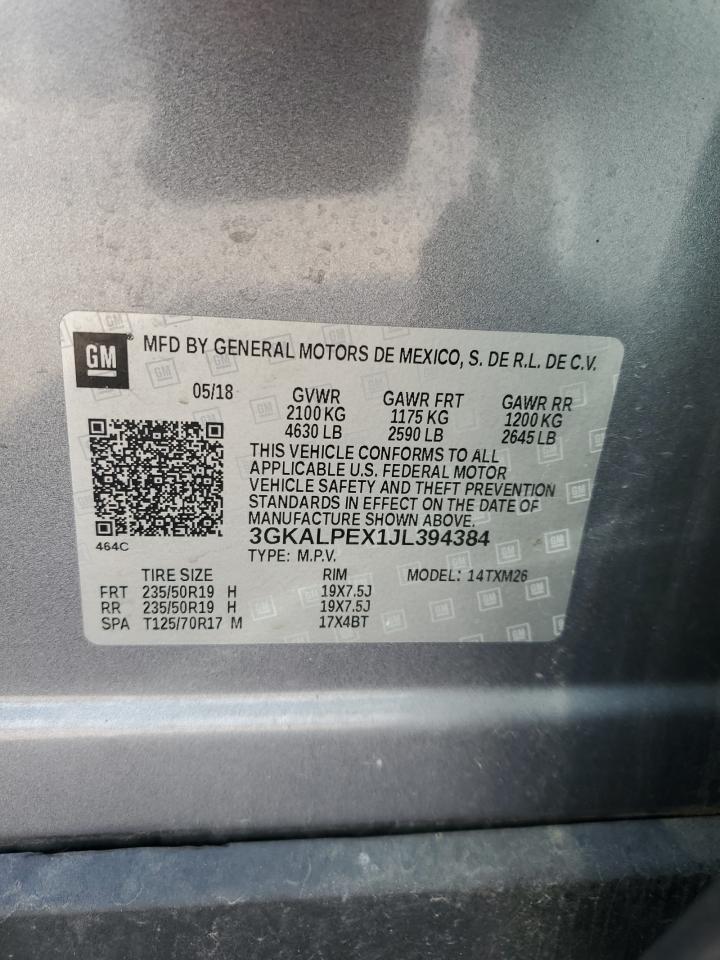 GM® MFD BY GENERAL MOTORS DE MEXICO, S. DE R.L. DE C.V.
05/18 GVWR GAWR FRT GAWR RR
2100 KG 1175 KG 1200 KG
4630 LB 2590 LB 2645 LB
THIS VEHICLE CONFORMS TO ALL
APPLICABLE U.S. FEDERAL MOTOR
VEHICLE SAFETY AND THEFT PREVENTION
STANDARDS IN EFFECT ON THE DATE OF
MANUFACTURE SHOWN ABOVE.
464C 3GKALPEX1JL394384
TYPE: M.P.V.
TIRE SIZE RIM MODEL: 14TXM26
FRT 235/50R19 H 19X7.5J
RR 235/50R19 H 19X7.5J
SPA T125/70R17 M 17X4BT